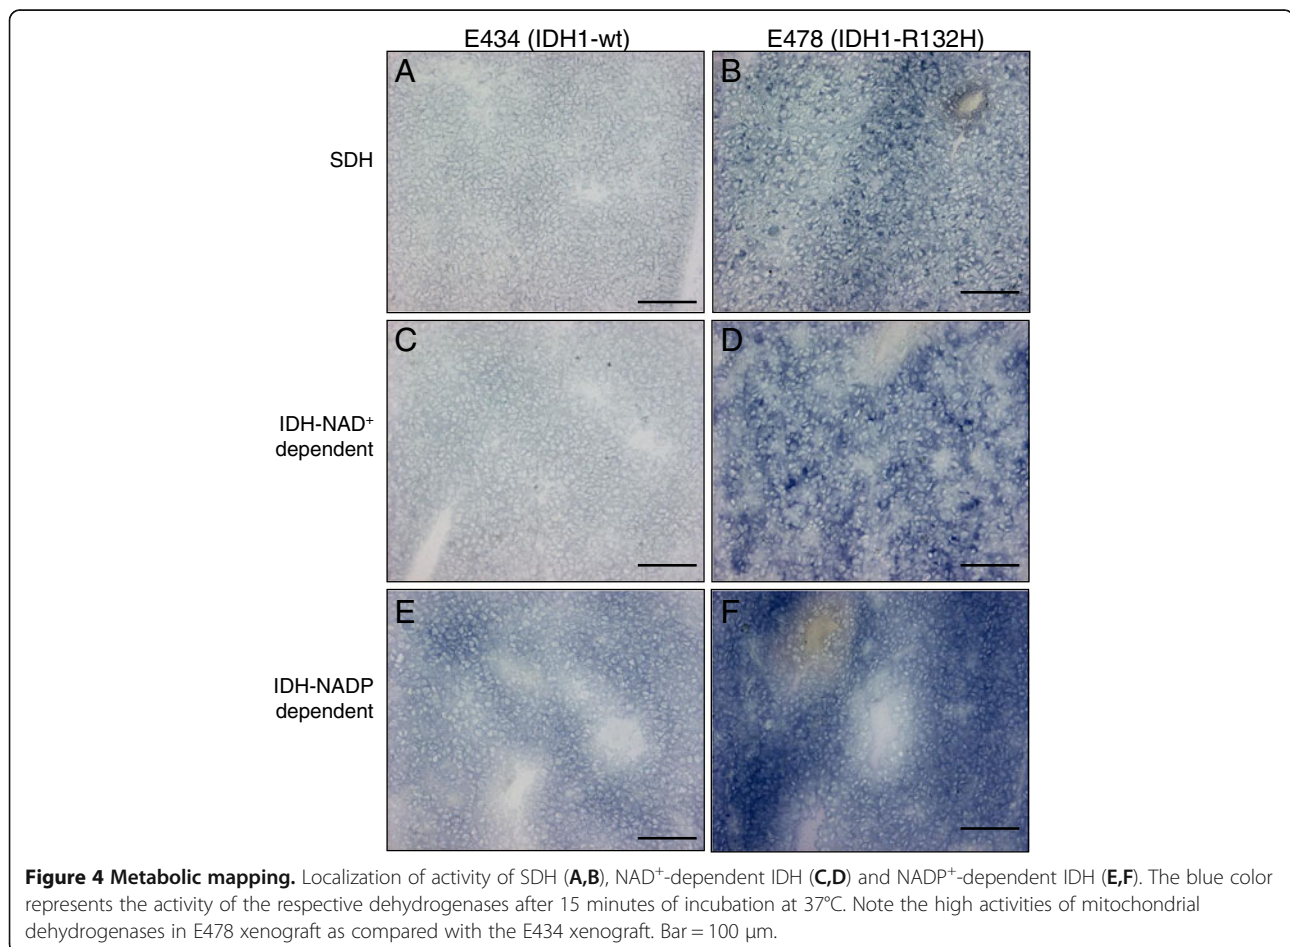 E434 (IDH1-wt) E478 (IDH1-R132H)
A B
SDH
C D
IDH-NAD⁺
dependent
E F
IDH-NADP
dependent
Figure 4 Metabolic mapping. Localization of activity of SDH (A,B), NAD⁺-dependent IDH (C,D) and NADP⁺-dependent IDH (E,F). The blue color
represents the activity of the respective dehydrogenases after 15 minutes of incubation at 37°C. Note the high activities of mitochondrial
dehydrogenases in E478 xenograft as compared with the E434 xenograft. Bar = 100 μm.